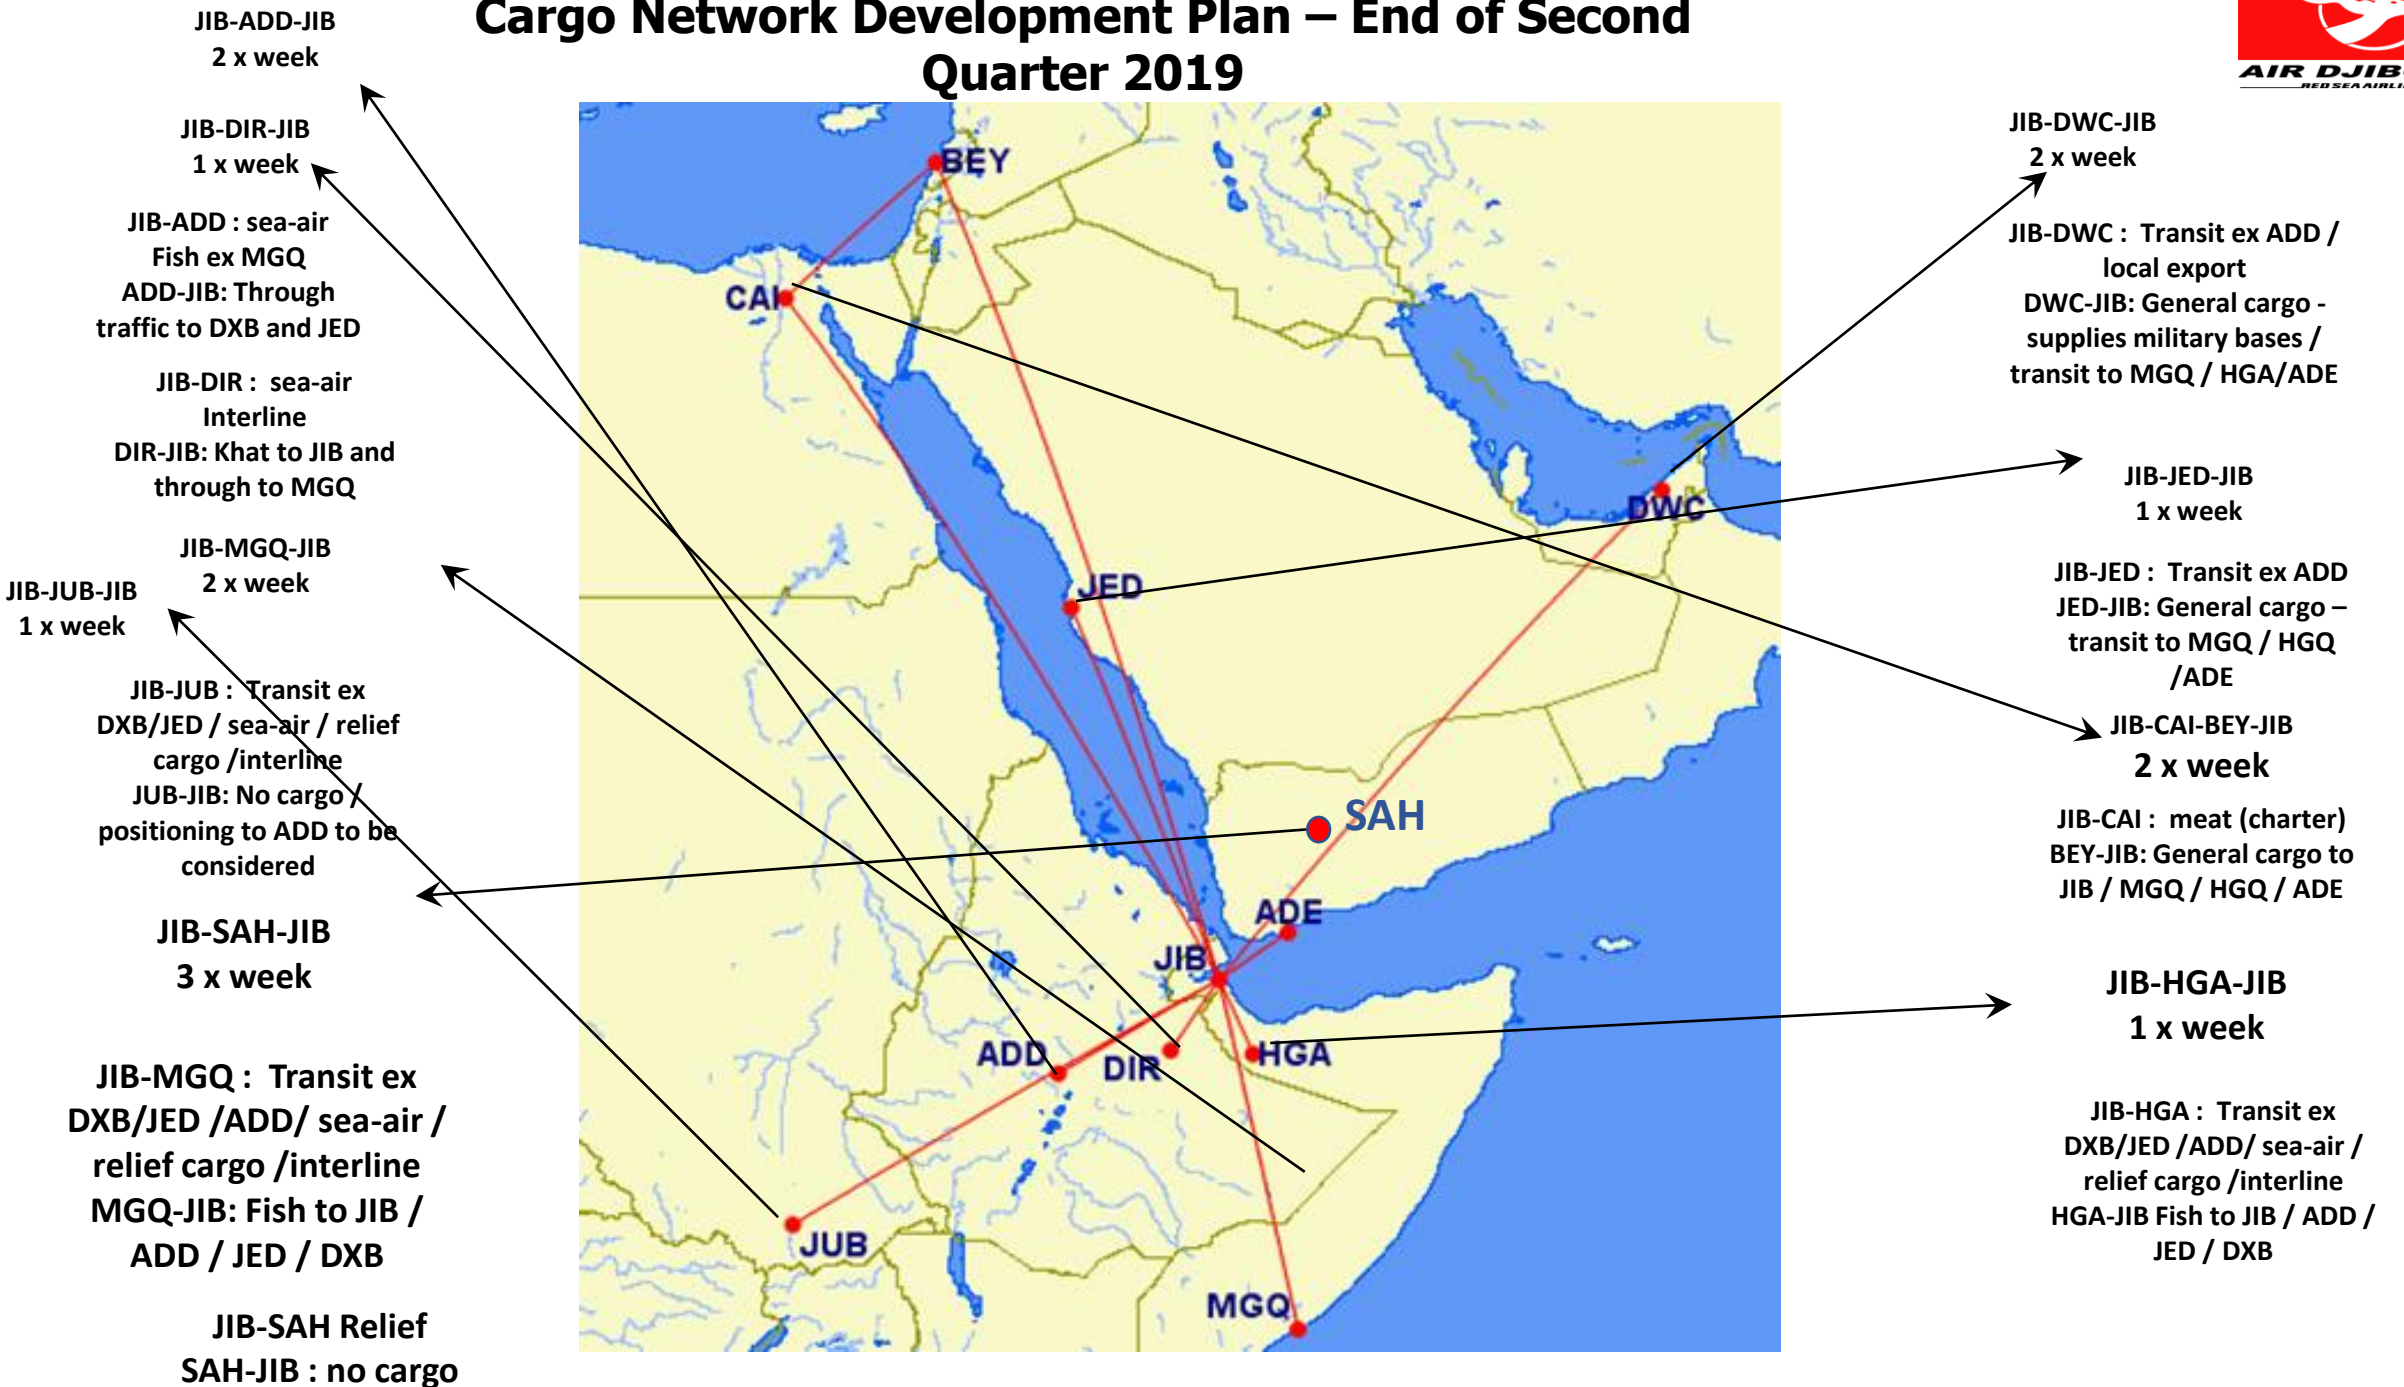 Cargo Network Development Plan – End of Second
Quarter 2019
AIR DJIB
RED SEA AIRLI
JIB-ADD-JIB
2 x week
JIB-DIR-JIB
1 x week
JIB-ADD : sea-air
Fish ex MGQ
ADD-JIB: Through
traffic to DXB and JED
JIB-DIR : sea-air
Interline
DIR-JIB: Khat to JIB and
through to MGQ
JIB-MGQ-JIB
2 x week
JIB-JUB-JIB
1 x week
JIB-JUB : Transit ex
DXB/JED / sea-air / relief
cargo /interline
JUB-JIB: No cargo /
positioning to ADD to be
considered
JIB-SAH-JIB
3 x week
JIB-MGQ : Transit ex
DXB/JED /ADD/ sea-air /
relief cargo /interline
MGQ-JIB: Fish to JIB /
ADD / JED / DXB
JIB-SAH Relief
SAH-JIB : no cargo
BEY
CAI
DWC
JED
SAH
ADE
JIB
ADD
DIR
HGA
JUB
MGQ
JIB-DWC-JIB
2 x week
JIB-DWC : Transit ex ADD /
local export
DWC-JIB: General cargo -
supplies military bases /
transit to MGQ / HGA/ADE
JIB-JED-JIB
1 x week
JIB-JED : Transit ex ADD
JED-JIB: General cargo –
transit to MGQ / HGQ
/ADE
JIB-CAI-BEY-JIB
2 x week
JIB-CAI : meat (charter)
BEY-JIB: General cargo to
JIB / MGQ / HGQ / ADE
JIB-HGA-JIB
1 x week
JIB-HGA : Transit ex
DXB/JED /ADD/ sea-air /
relief cargo /interline
HGA-JIB Fish to JIB / ADD /
JED / DXB